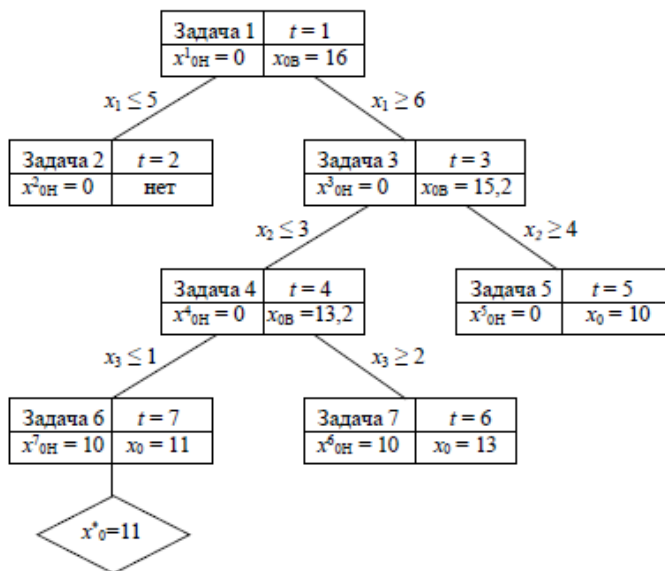 Задача 1 t = 1
x¹₀Н = 0 x₀В = 16
x₁ ≤ 5 x₁ ≥ 6
Задача 2 t = 2 Задача 3 t = 3
x²₀Н = 0 нет x³₀Н = 0 x₀В = 15,2
x₂ ≤ 3 x₂ ≥ 4
Задача 4 t = 4 Задача 5 t = 5
x⁴₀Н = 0 x₀В =13,2 x⁵₀Н = 0 x₀ = 10
x₃ ≤ 1 x₃ ≥ 2
Задача 6 t = 7 Задача 7 t = 6
x⁷₀Н = 10 x₀ = 11 x⁶₀Н = 10 x₀ = 13
x*₀=11